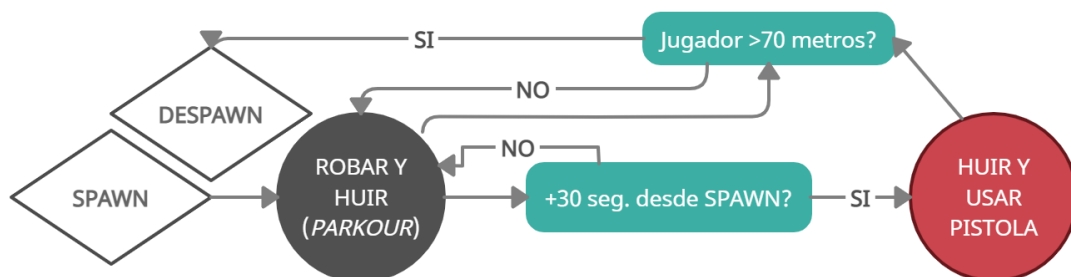 Jugador >70 metros?
SI
DESPAWN
NO
ROBAR Y
HUIR
(PARKOUR)
NO
SPAWN
+30 seg. desde SPAWN?
SI
HUIR Y
USAR
PISTOLA